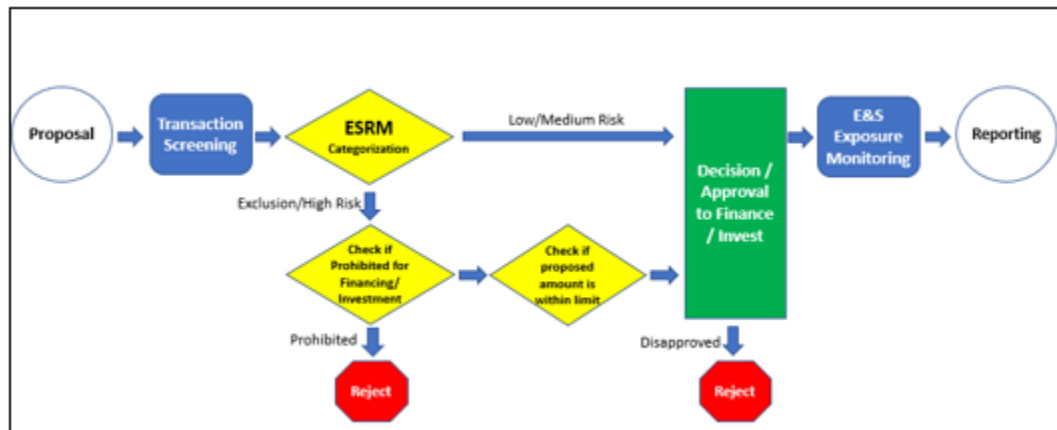 Proposal
Transaction
Screening
ESRM
Categorization
Low/Medium Risk
Decision /
Approval
to Finance
/ Invest
E&S
Exposure
Monitoring
Reporting
Exclusion/High Risk
Check if
Prohibited for
Financing/
Investment
Check if
proposed
amount is
within limit
Prohibited
Disapproved
Reject
Reject